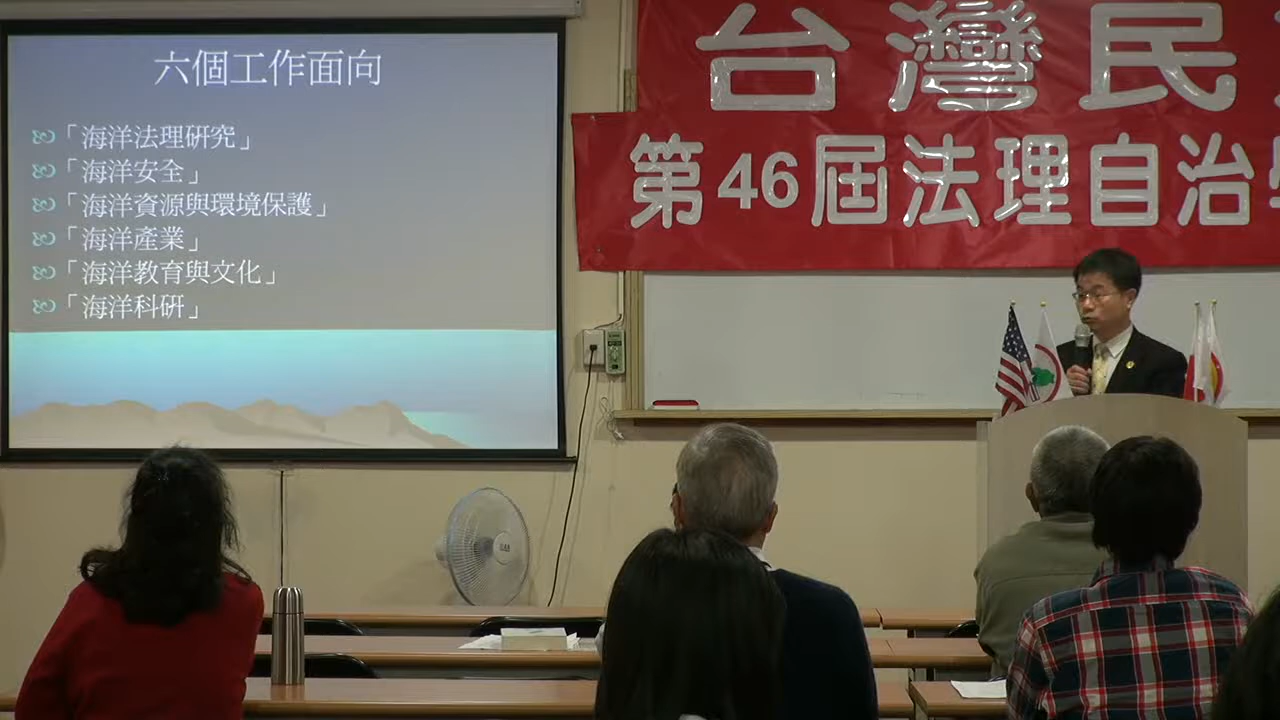 六個工作面向
「海洋法理研究」
「海洋安全」
「海洋資源與環境保護」
「海洋產業」
「海洋教育與文化」
「海洋科研」
台灣民
第46屆法理自治